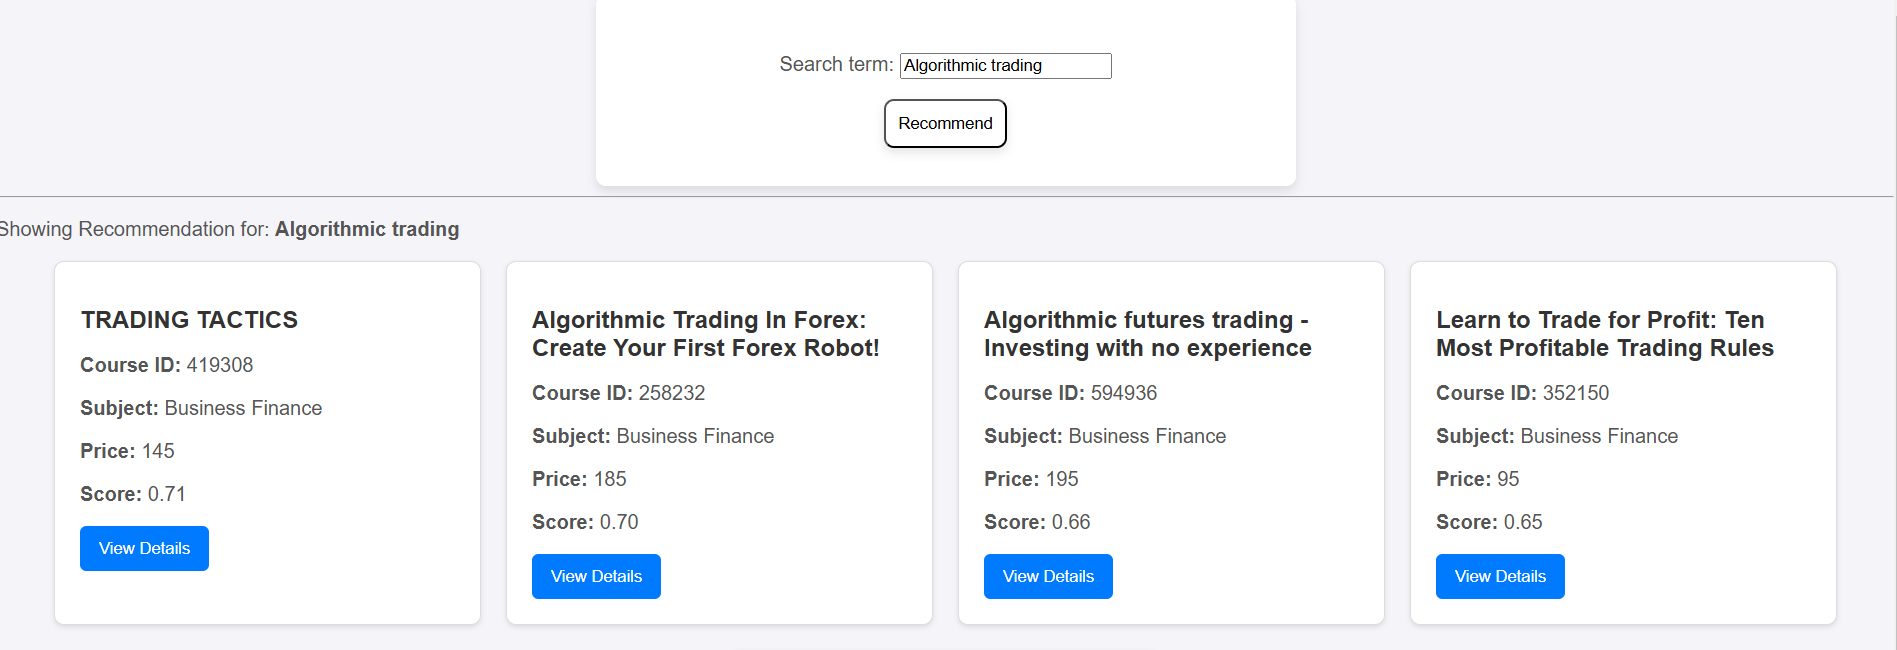 Search term: Algorithmic trading
Recommend
Showing Recommendation for: Algorithmic trading
TRADING TACTICS
Course ID: 419308
Subject: Business Finance
Price: 145
Score: 0.71
View Details
Algorithmic Trading In Forex:
Create Your First Forex Robot!
Course ID: 258232
Subject: Business Finance
Price: 185
Score: 0.70
View Details
Algorithmic futures trading -
Investing with no experience
Course ID: 594936
Subject: Business Finance
Price: 195
Score: 0.66
View Details
Learn to Trade for Profit: Ten
Most Profitable Trading Rules
Course ID: 352150
Subject: Business Finance
Price: 95
Score: 0.65
View Details